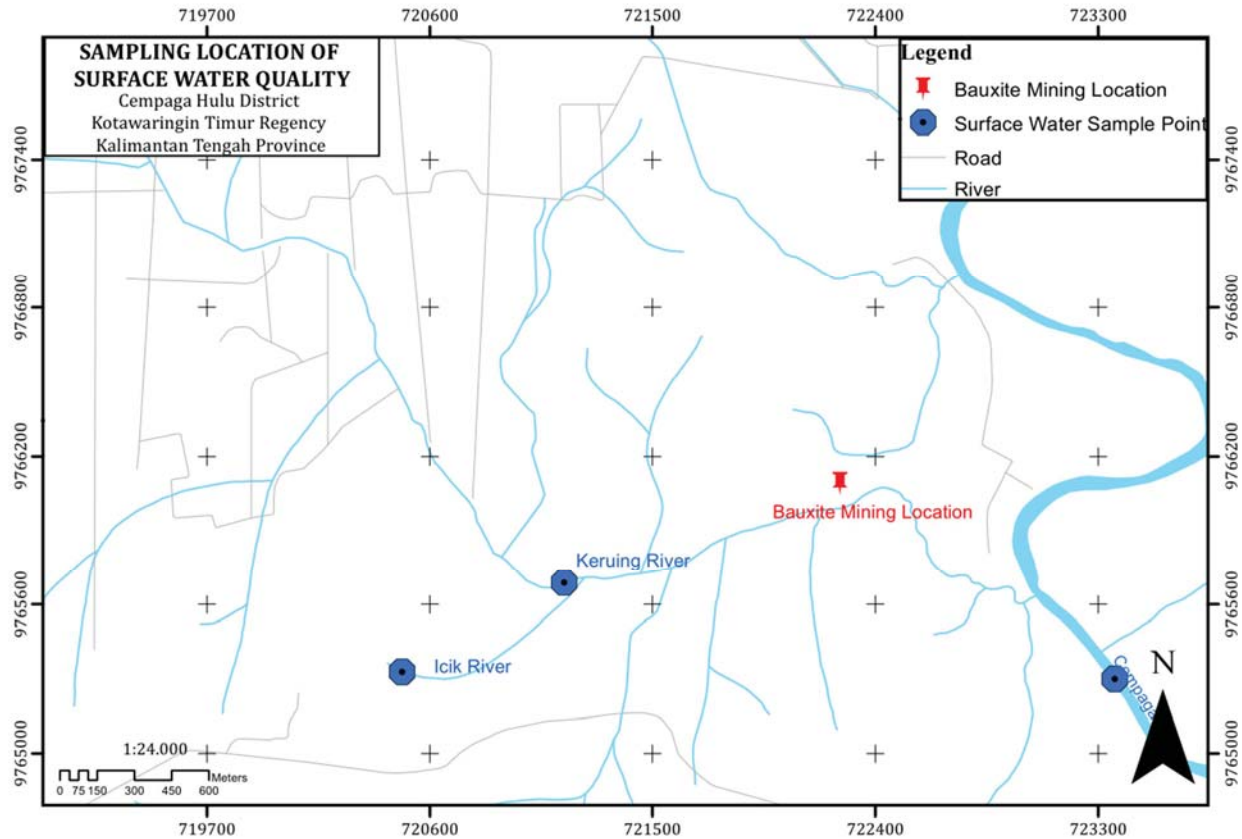 719700 720600 721500 722400 723300
SAMPLING LOCATION OF
SURFACE WATER QUALITY
Cempaga Hulu District
Kotawaringin Timur Regency
Kalimantan Tengah Province
Legend
Bauxite Mining Location
Surface Water Sample Point
Road
River
9767400 9767400
9766800 9766800
9766200 9766200
Bauxite Mining Location
Keruing River
9765600 9765600
Icik River
Cempaga
N
9765000 9765000
1:24.000
Meters
0 75 150 300 450 600
719700 720600 721500 722400 723300